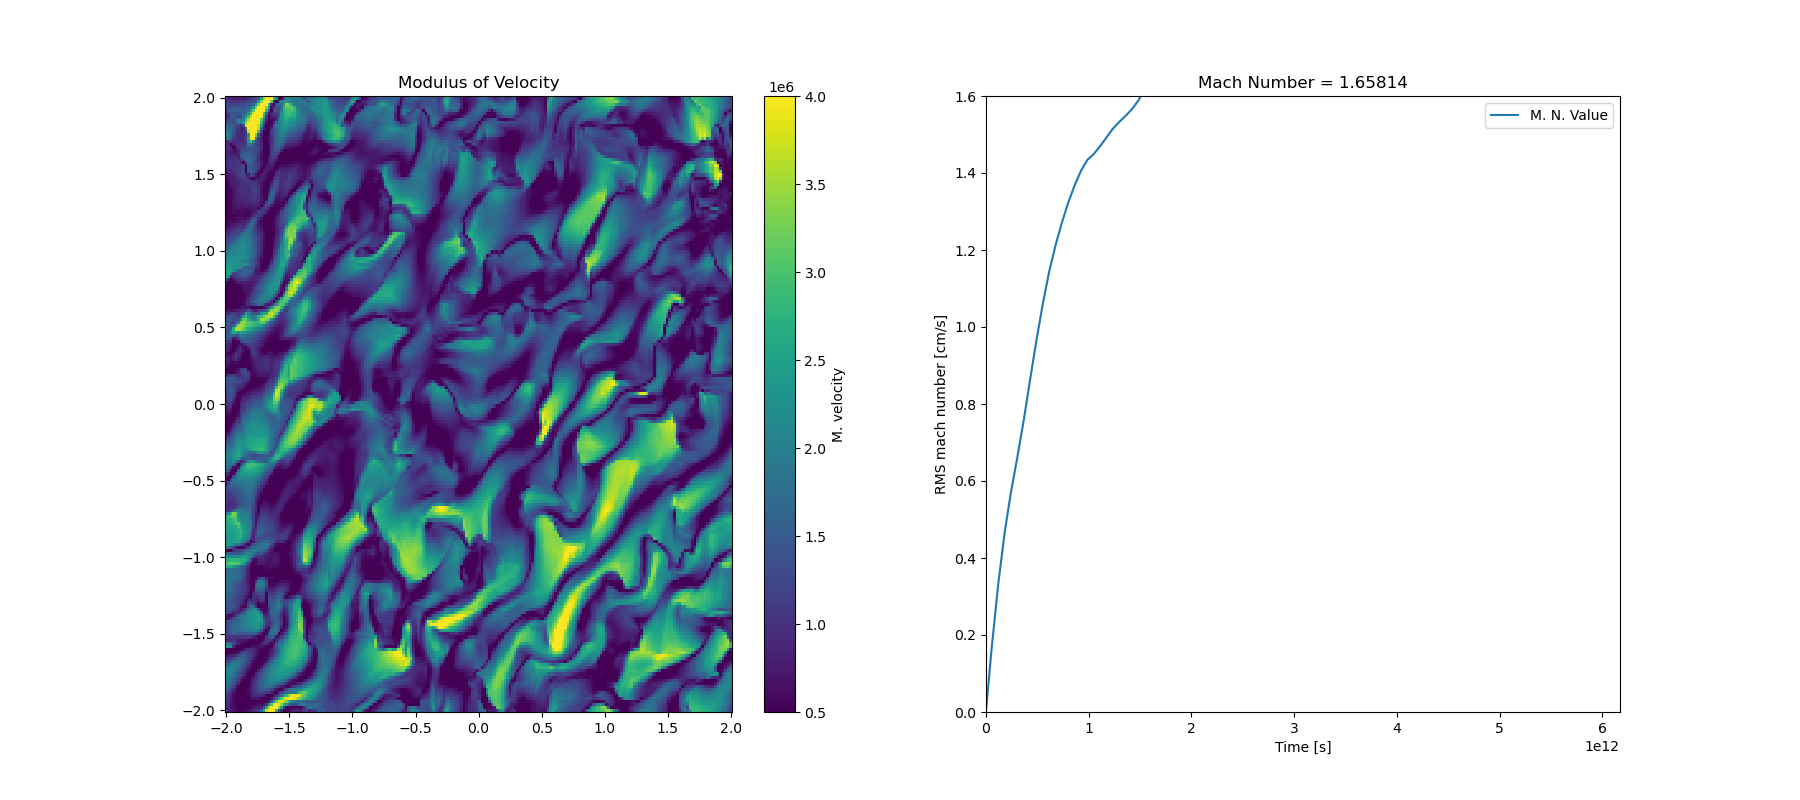 Modulus of Velocity
2.0
1.5
1.0
0.5
0.0
−0.5
−1.0
−1.5
−2.0
−2.0 −1.5 −1.0 −0.5 0.0 0.5 1.0 1.5 2.0
1e6
4.0
3.5
3.0
2.5
2.0
1.5
1.0
0.5
M. velocity
Mach Number = 1.65814
M. N. Value
RMS mach number [cm/s]
1.6
1.4
1.2
1.0
0.8
0.6
0.4
0.2
0.0
0 1 2 3 4 5 6
Time [s]
1e12